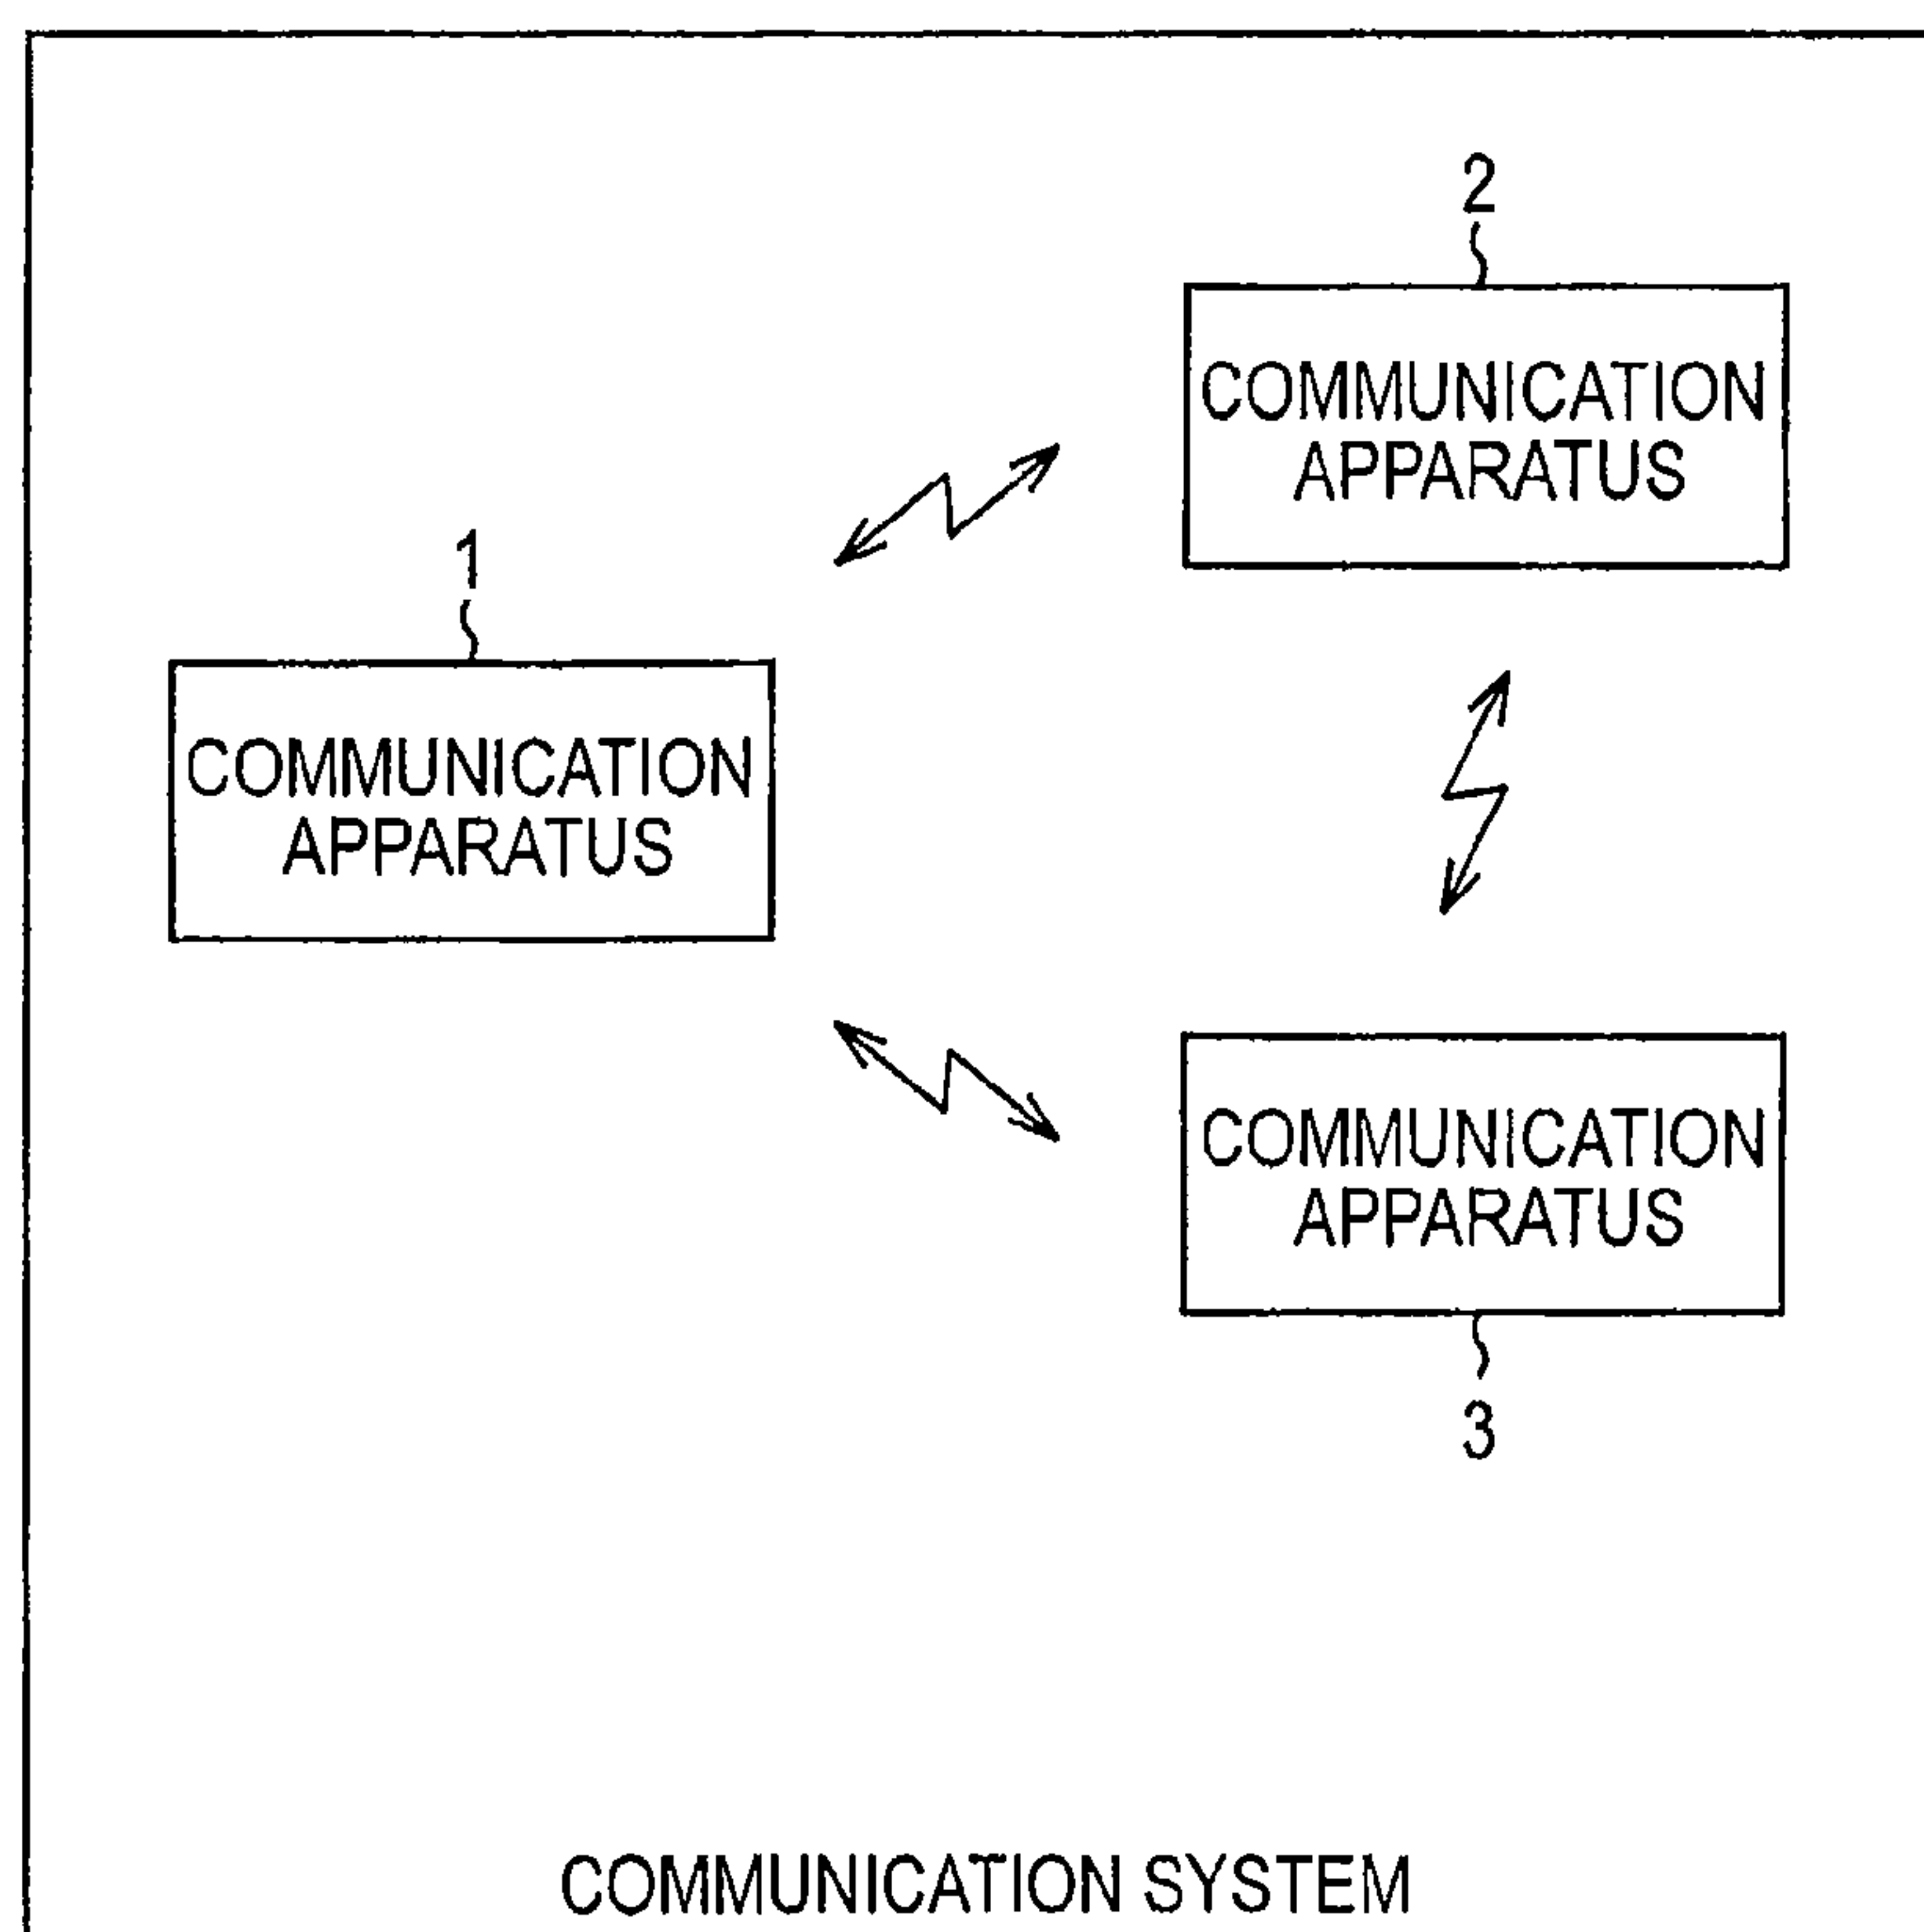 2
COMMUNICATION
APPARATUS
1
COMMUNICATION
APPARATUS
COMMUNICATION
APPARATUS
3
COMMUNICATION SYSTEM